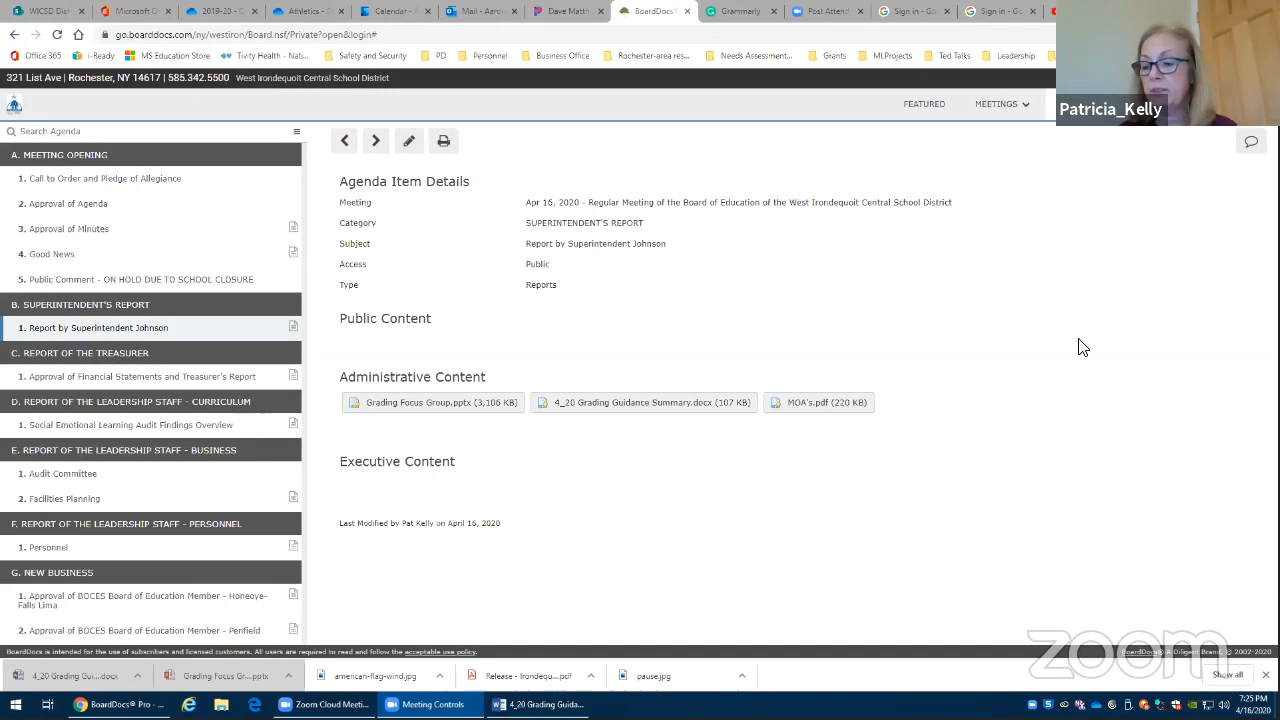 WICSD Dis
Microsoft O
2019-20 - C
Meetings -
Calendar -
Mail - Aaro
Dave Math
BoardDocs
Grammarly
Post Attend
Sign in - Go
Sign in - Go
go.boarddocs.com/ny/westiron/Board.nsf/Private?open&login#
Office 365
i-Ready
MS Education Store
Tivity Health - Nati...
Safety and Security
PD
Personnel
Business Office
Rochester-area res...
Needs Assessment...
Grants
MLProjects
Ted Talks
Leadership
321 List Ave | Rochester, NY 14617 | 585.342.5500 West Irondequoit Central School District
Patricia_Kelly
FEATURED
MEETINGS
Search Agenda
A. MEETING OPENING
1. Call to Order and Pledge of Allegiance
2. Approval of Agenda
3. Approval of Minutes
4. Good News
5. Public Comment - ON HOLD DUE TO SCHOOL CLOSURE
B. SUPERINTENDENT'S REPORT
1. Report by Superintendent Johnson
C. REPORT OF THE TREASURER
1. Approval of Financial Statements and Treasurer's Report
D. REPORT OF THE LEADERSHIP STAFF - CURRICULUM
1. Social Emotional Learning Audit Findings Overview
E. REPORT OF THE LEADERSHIP STAFF - BUSINESS
1. Audit Committee
2. Facilities Planning
F. REPORT OF THE LEADERSHIP STAFF - PERSONNEL
1. Personnel
G. NEW BUSINESS
1. Approval of BOCES Board of Education Member - Honeoye-
Falls Lima
2. Approval of BOCES Board of Education Member - Penfield
Agenda Item Details
Meeting Apr 16, 2020 - Regular Meeting of the Board of Education of the West Irondequoit Central School District
Category SUPERINTENDENT'S REPORT
Subject Report by Superintendent Johnson
Access Public
Type Reports
Public Content
Administrative Content
Grading Focus Group.pptx (3,106 KB)
4_20 Grading Guidance Summary.docx (107 KB)
MOA's.pdf (220 KB)
Executive Content
Last Modified by Pat Kelly on April 16, 2020
zoom
BoardDocs is intended for the use of subscribers and licensed customers. All users are required to read and follow the acceptable use policy.
BoardDocs® A Diligent Brand, © 2002-2020
4_20 Grading Gui....docx
Grading Focus Gr....pptx
american-flag-wind.jpg
Release - Irondequ....pdf
pause.jpg
Show all
BoardDocs® Pro - ...
Zoom Cloud Meeti...
Meeting Controls
4_20 Grading Guida...
7:25 PM
4/16/2020